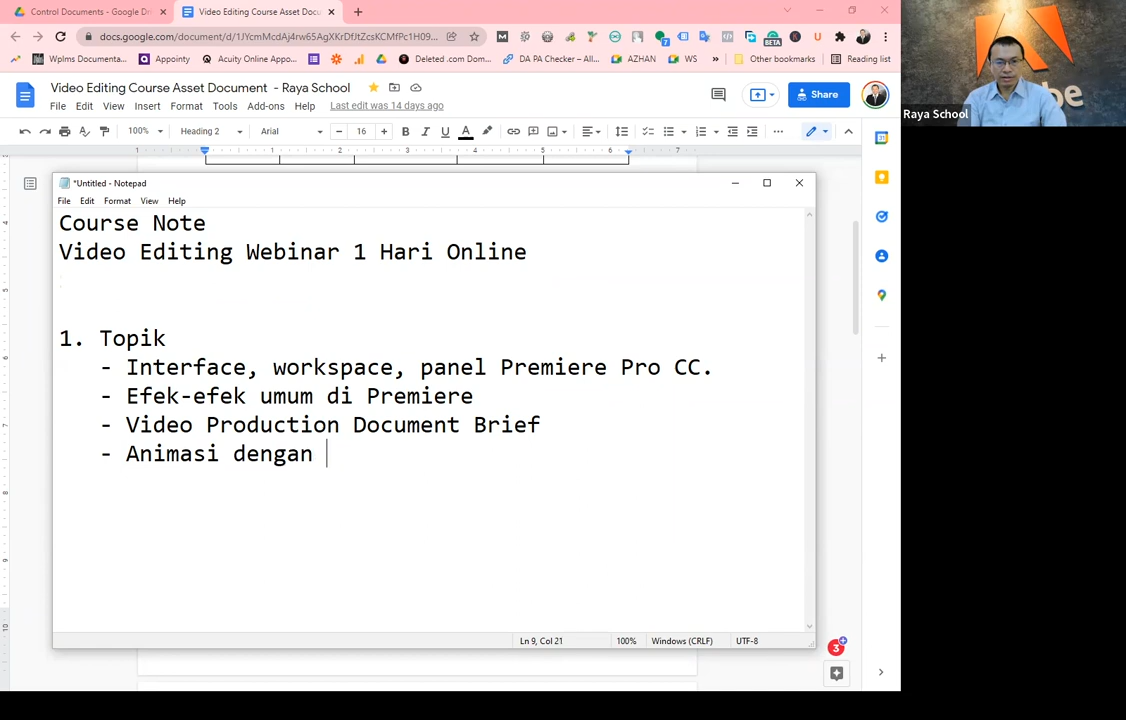 Control Documents - Google Dri
Video Editing Course Asset Docu
docs.google.com/document/d/1JYcmMcdAj4rw65AgXKrDfJtZcsKCMfPc1H09...
Wplms Documenta...
Appointy
Acuity Online Appo...
Deleted .com Dom...
DA PA Checker - All...
AZHAN
WS
Other bookmarks
Reading list
BETA
Video Editing Course Asset Document - Raya School
File Edit View Insert Format Tools Add-ons Help
Last edit was 14 days ago
Share
100%
Heading 2
Arial
16
*Untitled - Notepad
File Edit Format View Help
Course Note
Video Editing Webinar 1 Hari Online
1. Topik
- Interface, workspace, panel Premiere Pro CC.
- Efek-efek umum di Premiere
- Video Production Document Brief
- Animasi dengan
Ln 9, Col 21
100%
Windows (CRLF)
UTF-8
3
Raya School